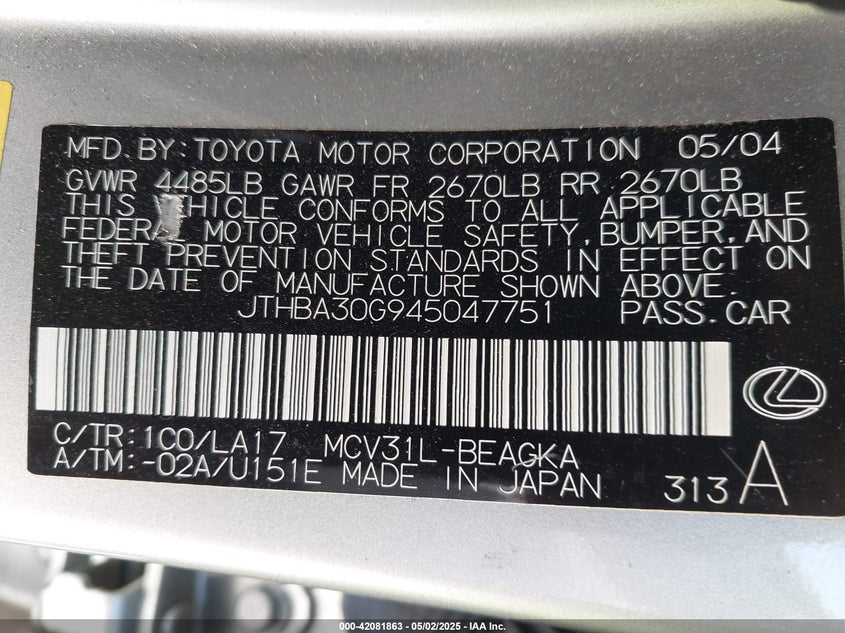 MFD.BY:TOYOTA MOTOR CORPORATION 05/04
GVWR 4485LB GAWR FR 2670LB RR 2670LB
THIS VEHICLE CONFORMS TO ALL APPLICABLE
FEDERAL MOTOR VEHICLE SAFETY,BUMPER,AND
THEFT PREVENTION STANDARDS IN EFFECT ON
THE DATE OF MANUFACTURE SHOWN ABOVE.
JTHBA30G945047751 PASS.CAR
C/TR:1C0/LA17 MCV31L-BEAGKA
A/TM:-02A/U151E MADE IN JAPAN
313A
000-42081863 - 05/02/2025 - IAA Inc.